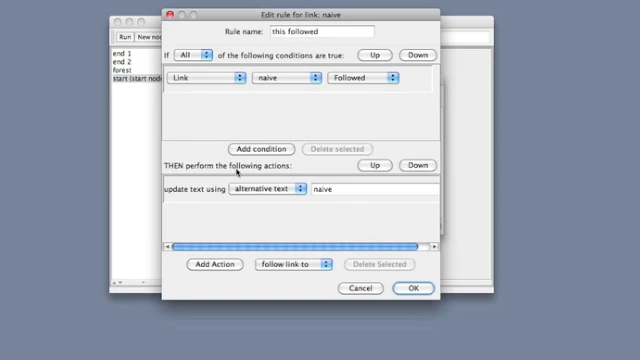 Edit rule for link: naive
Rule name: this followed
Run New nod
If All of the following conditions are true: Up Down
end 1
end 2
forest
start (start nod
Link naive Followed
Add condition Delete selected
THEN perform the following actions: Up Down
update text using alternative text naive
Add Action follow link to Delete Selected
Cancel OK